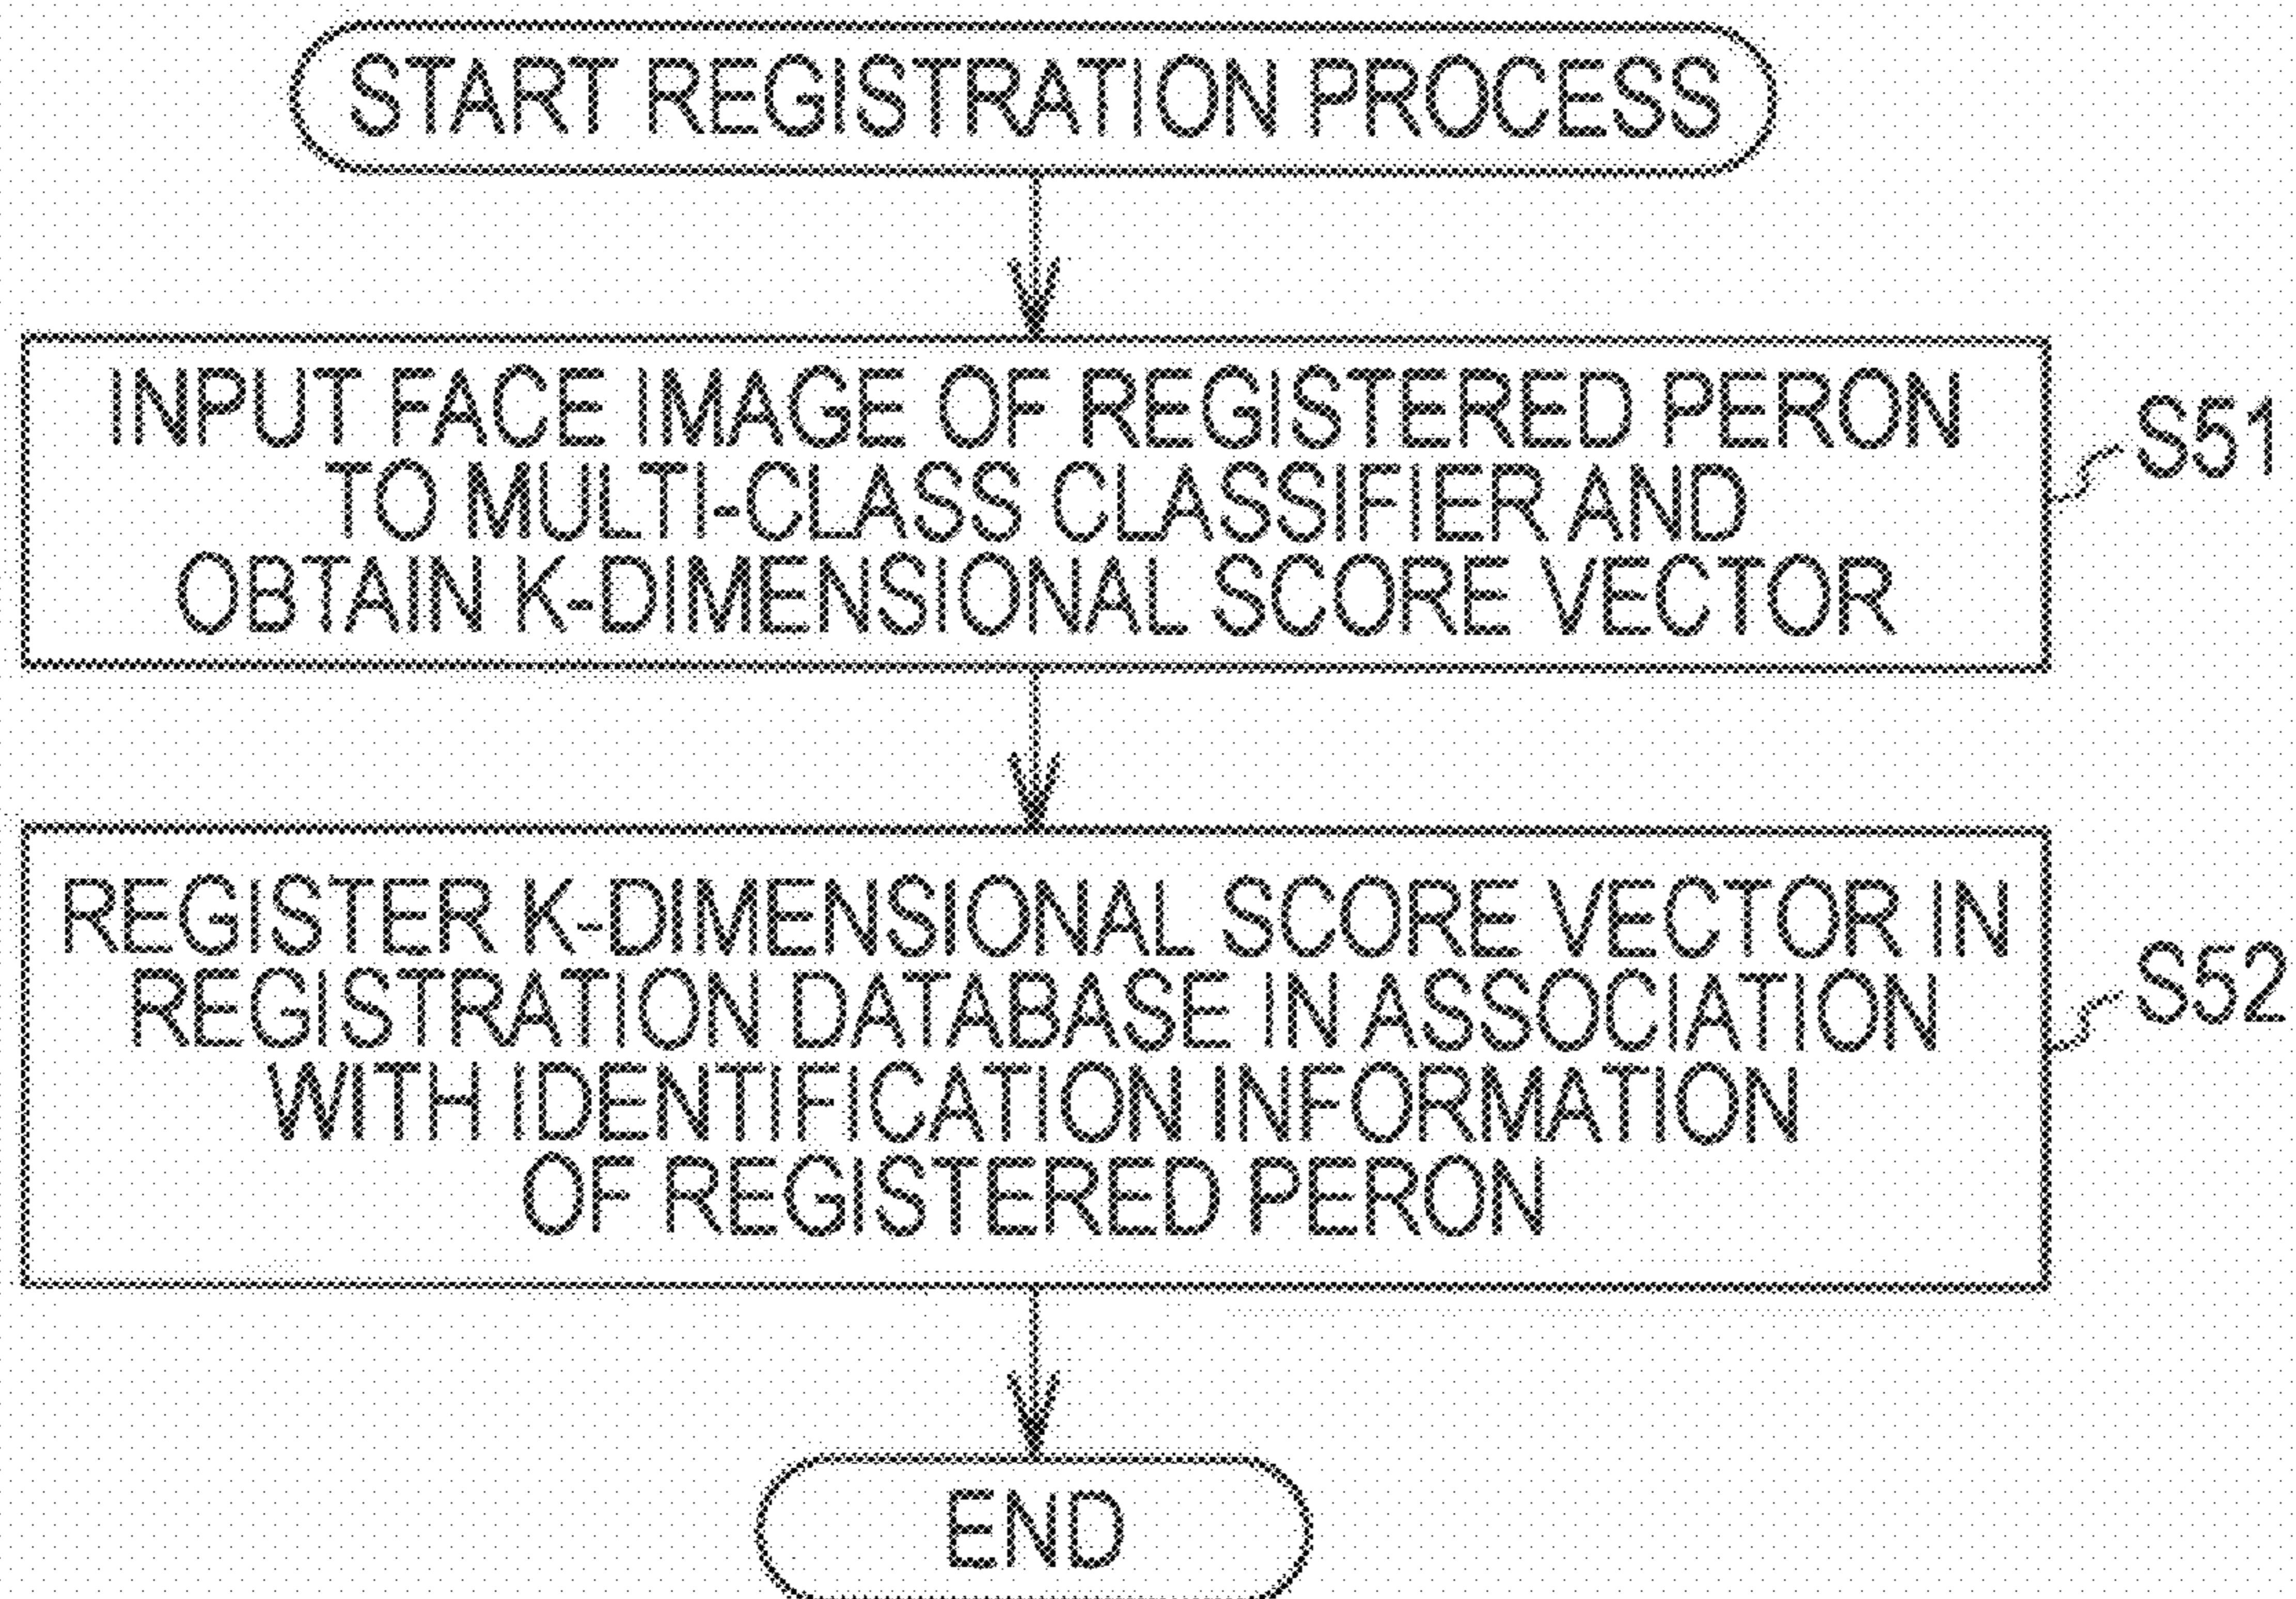 START REGISTRATION PROCESS
INPUT FACE IMAGE OF REGISTERED PERON
TO MULTI-CLASS CLASSIFIER AND
OBTAIN K-DIMENSIONAL SCORE VECTOR
S51
REGISTER K-DIMENSIONAL SCORE VECTOR IN
REGISTRATION DATABASE IN ASSOCIATION
WITH IDENTIFICATION INFORMATION
OF REGISTERED PERON
S52
END